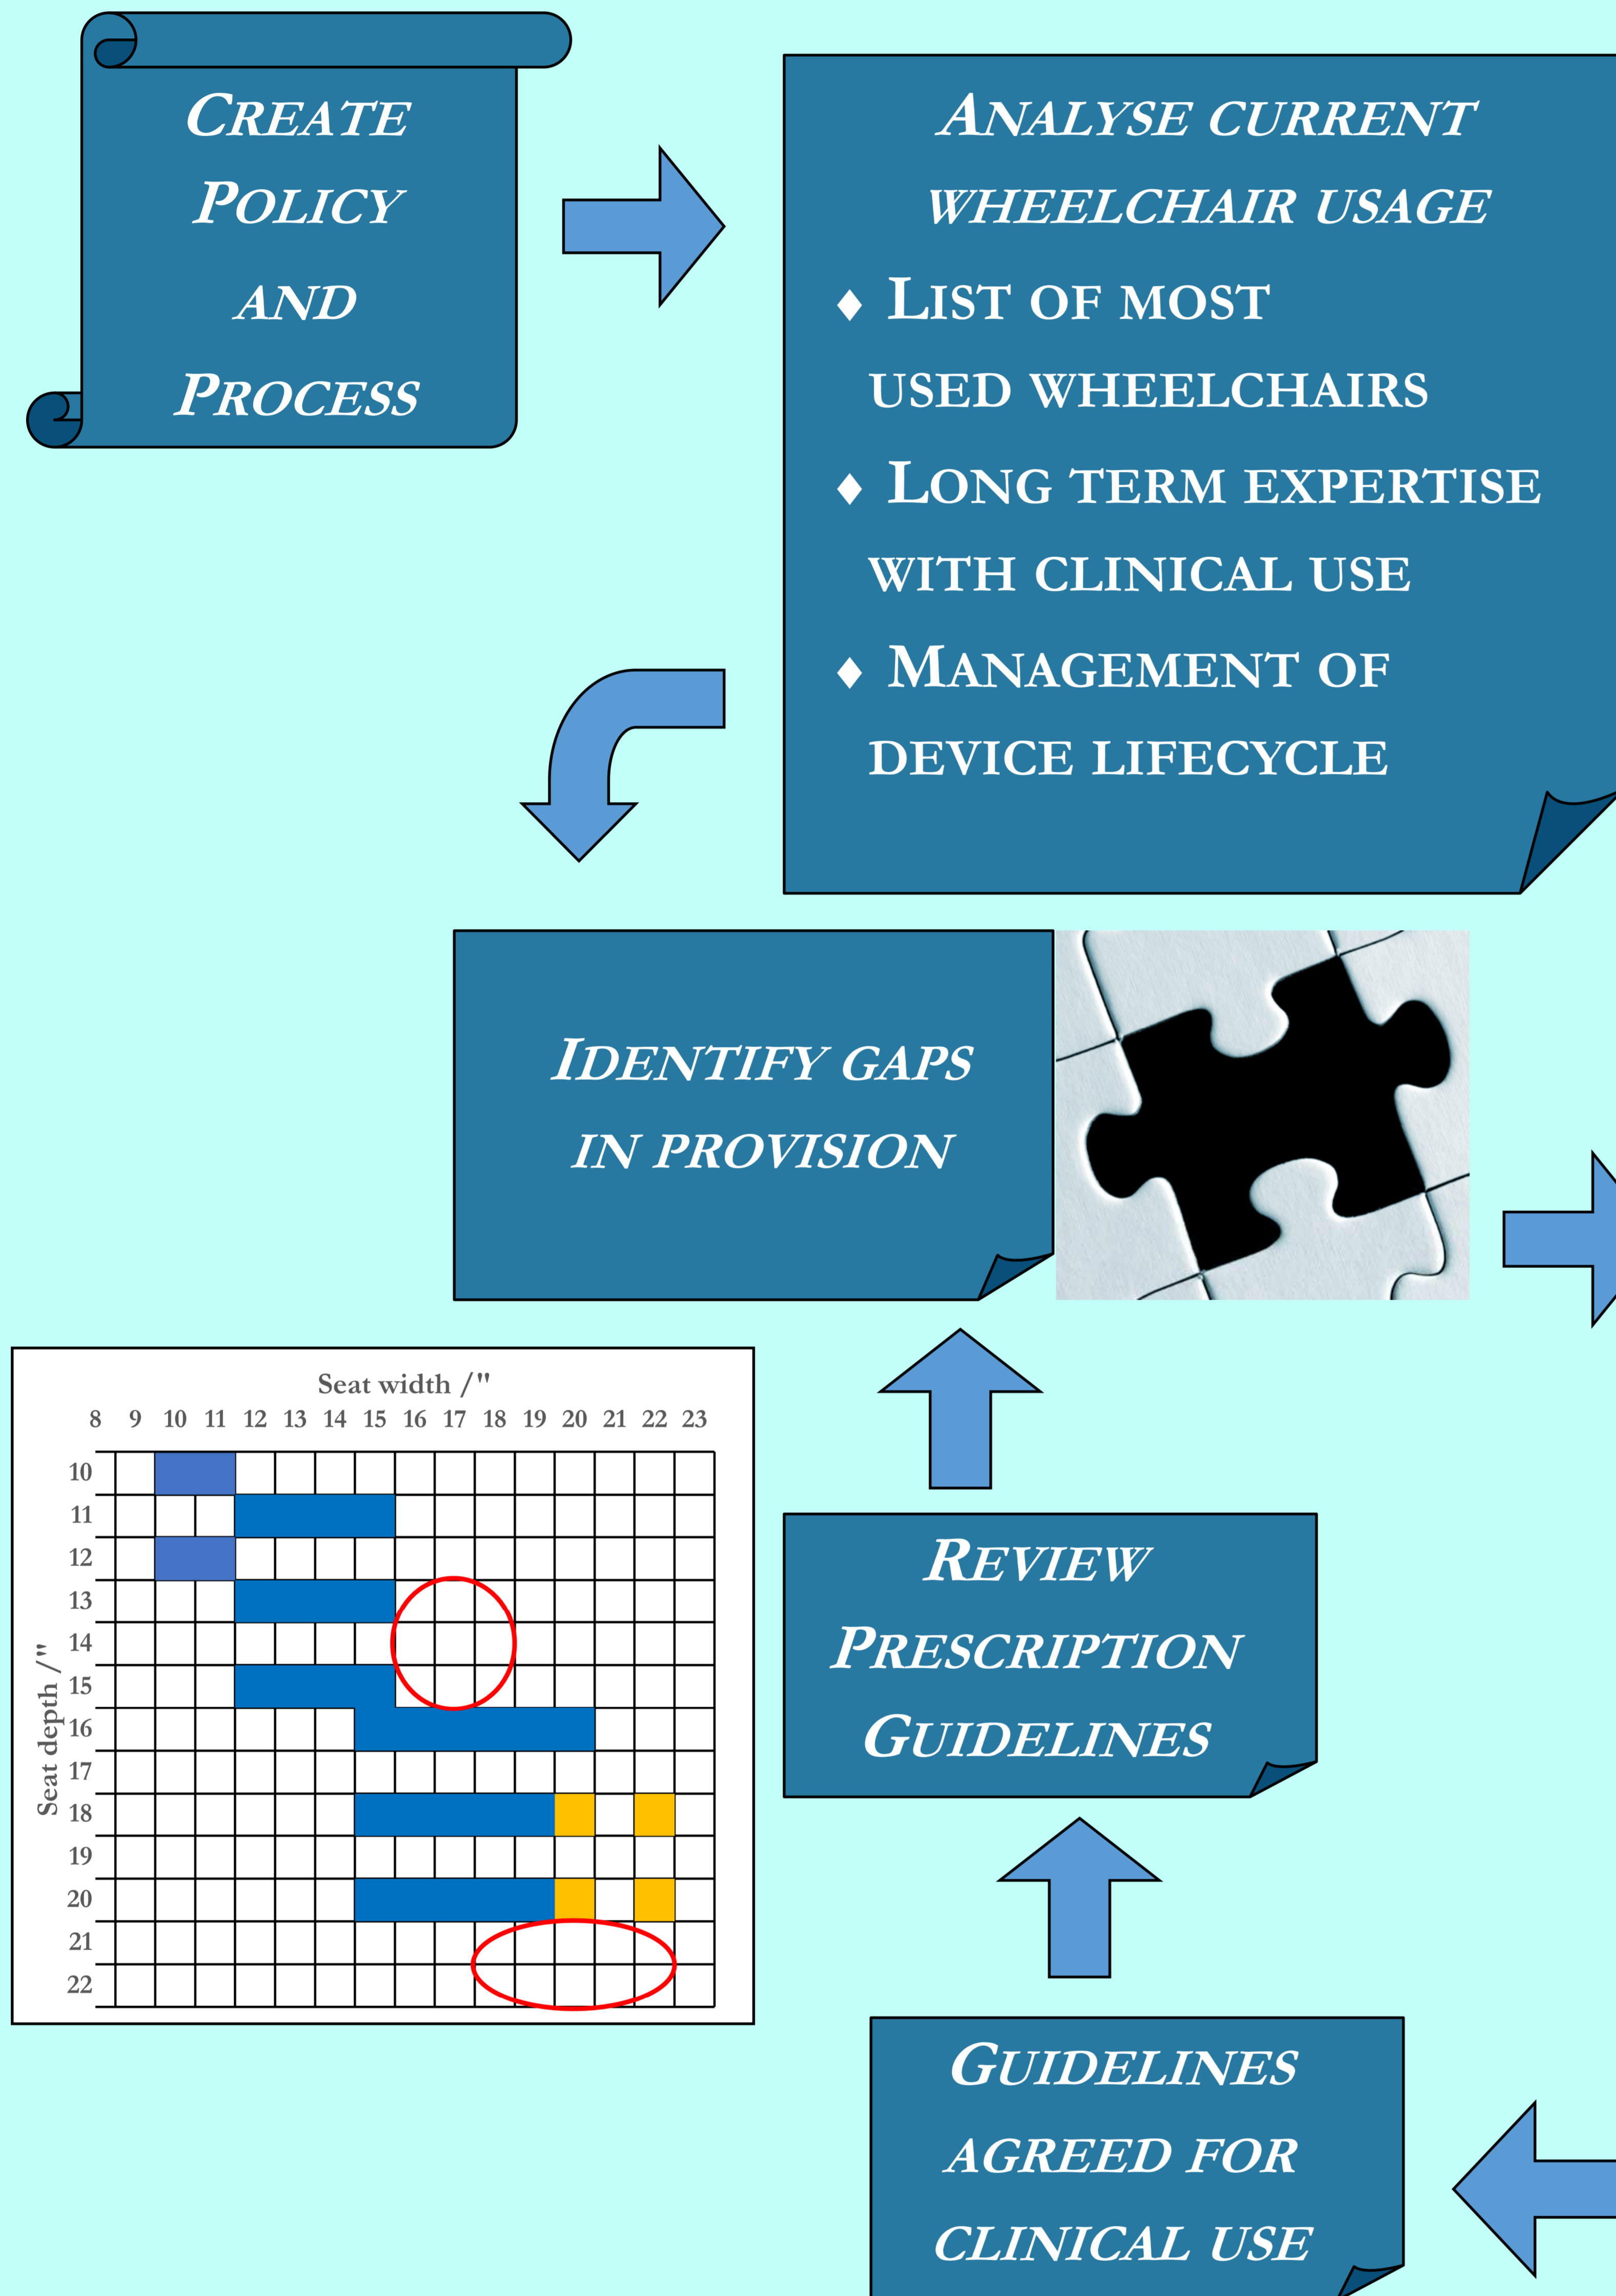 CREATE
POLICY
AND
PROCESS
ANALYSE CURRENT
WHEELCHAIR USAGE
♦ LIST OF MOST
USED WHEELCHAIRS
♦ LONG TERM EXPERTISE
WITH CLINICAL USE
♦ MANAGEMENT OF
DEVICE LIFECYCLE
IDENTIFY GAPS
IN PROVISION
Seat width /"
8 9 10 11 12 13 14 15 16 17 18 19 20 21 22 23
Seat depth /"
10
11
12
13
14
15
16
17
18
19
20
21
22
REVIEW
PRESCRIPTION
GUIDELINES
GUIDELINES
AGREED FOR
CLINICAL USE